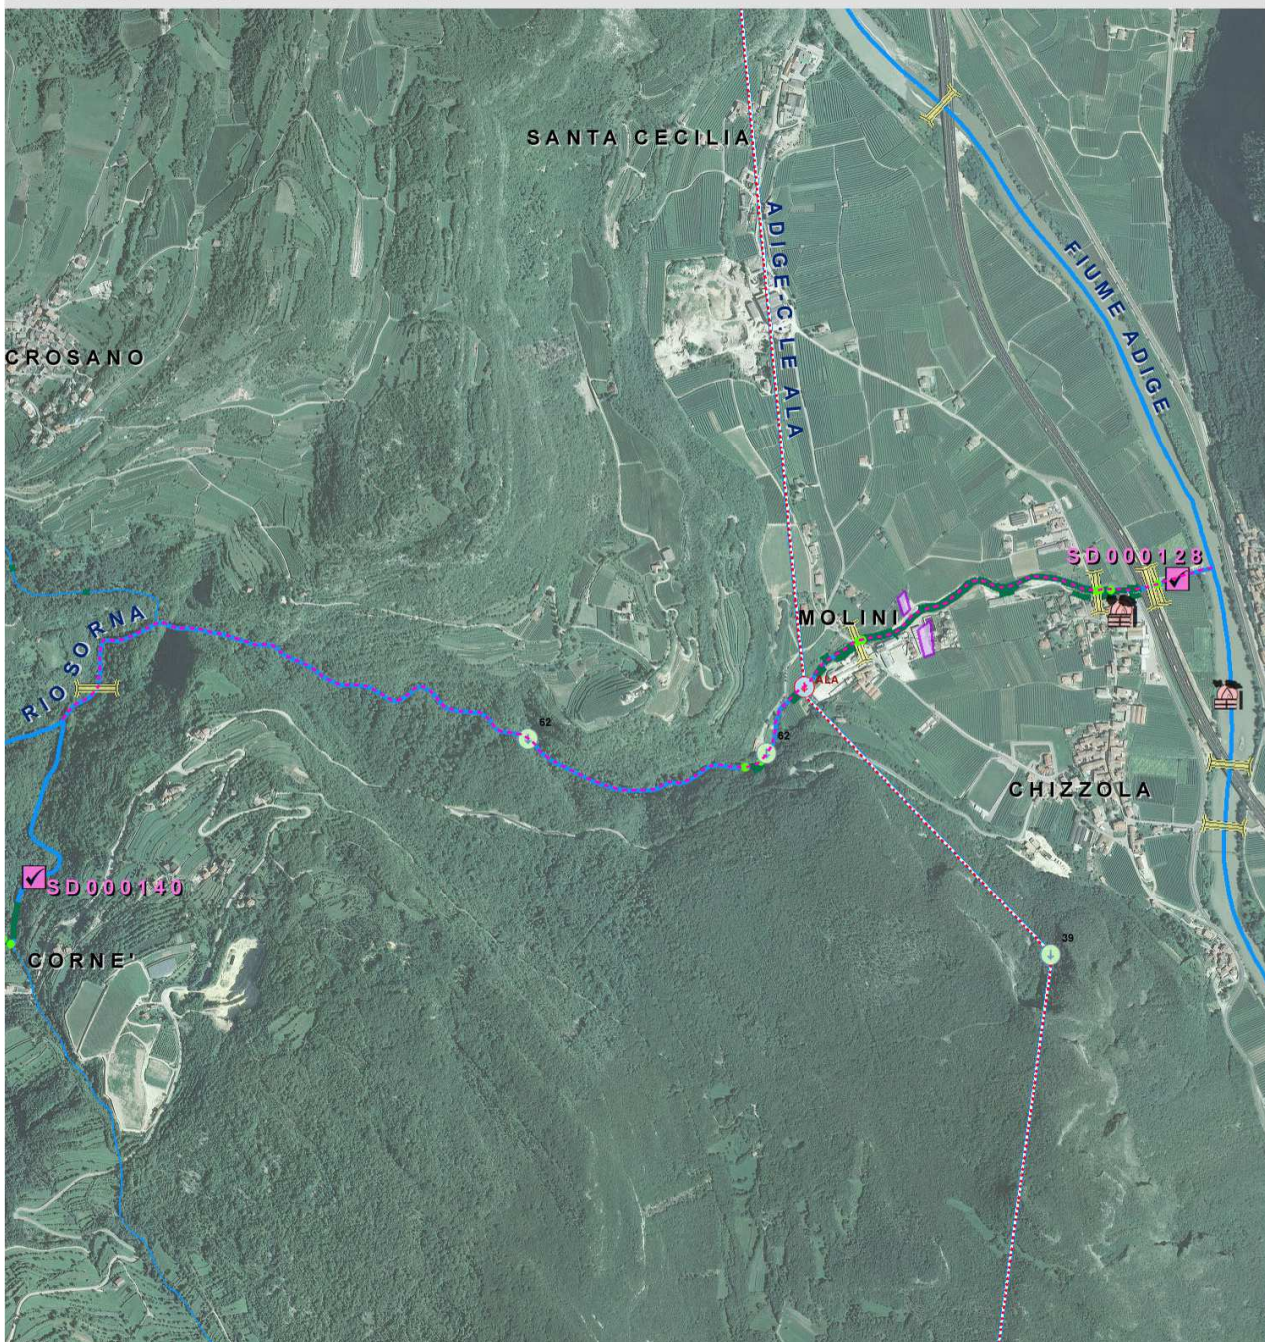 SANTA CECILIA
ADIGE-C.LE ALA
FIUME ADIGE
CROSANO
SD000128
RIO SORNA
MOLINI
ALA
62
62
CHIZZOLA
SD000140
39
CORNE'